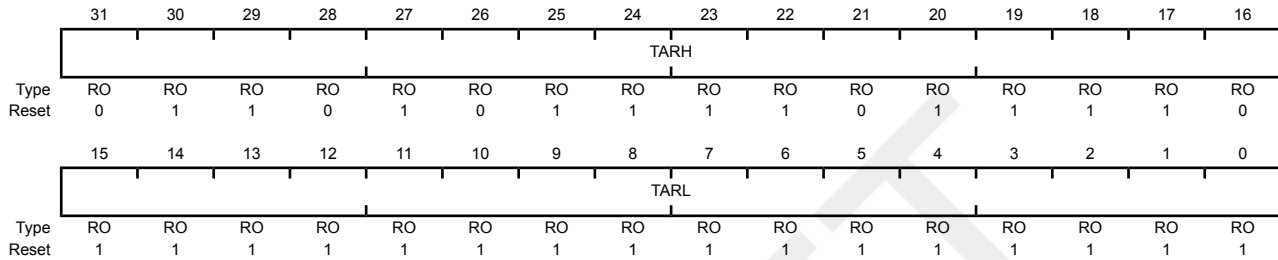 31 30 29 28 27 26 25 24 23 22 21 20 19 18 17 16
TARH
Type RO RO RO RO RO RO RO RO RO RO RO RO RO RO RO RO
Reset 0 1 1 0 1 0 1 1 1 1 0 1 1 1 1 0
15 14 13 12 11 10 9 8 7 6 5 4 3 2 1 0
TARL
Type RO RO RO RO RO RO RO RO RO RO RO RO RO RO RO RO
Reset 1 1 1 1 1 1 1 1 1 1 1 1 1 1 1 1